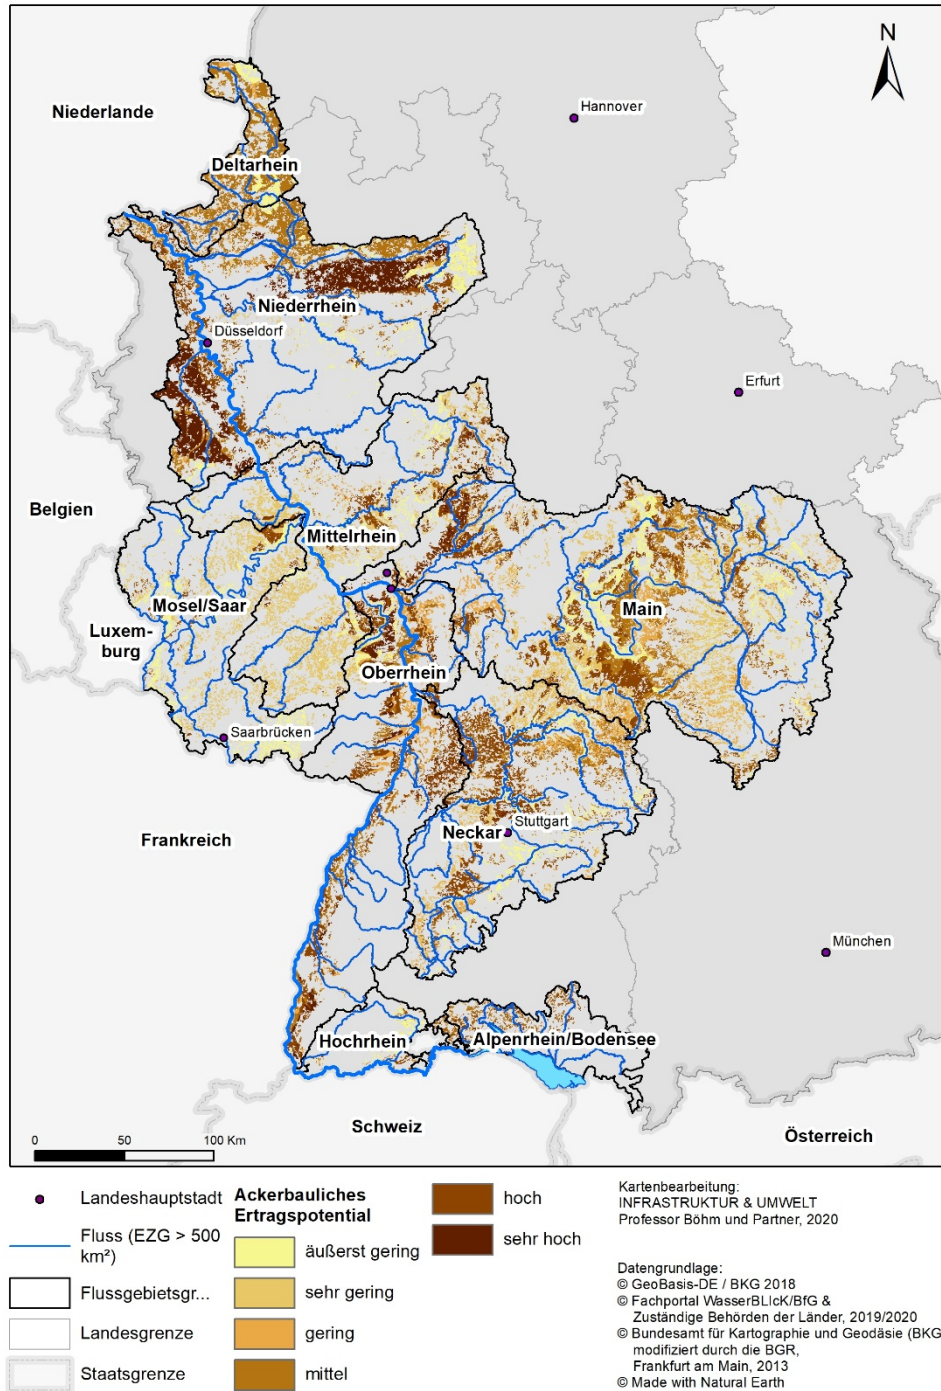 N
Hannover
Niederlande
Deltarhein
Niederrhein
Düsseldorf
Erfurt
Belgien
Mittelrhein
Mosel/Saar
Main
Luxem-
burg
Oberrhein
Saarbrücken
Frankreich
Stuttgart
Neckar
München
Hochrhein
Alpenrhein/Bodensee
Schweiz
Österreich
0 50 100 Km
Landeshauptstadt
Fluss (EZG > 500
km²)
Flussgebietsgr...
Landesgrenze
Staatsgrenze
Ackerbauliches
Ertragspotential
äußerst gering
sehr gering
gering
mittel
hoch
sehr hoch
Kartenbearbeitung:
INFRASTRUKTUR & UMWELT
Professor Böhm und Partner, 2020
Datengrundlage:
© GeoBasis-DE / BKG 2018
© Fachportal WasserBLIcK/BfG &
Zuständige Behörden der Länder, 2019/2020
© Bundesamt für Kartographie und Geodäsie (BKG
modifiziert durch die BGR,
Frankfurt am Main, 2013
© Made with Natural Earth